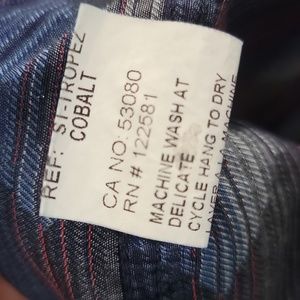 REF: ST-TROPEZ
COBALT
CA NO: 53080
RN # 122581
MACHINE WASH AT
DELICATE
CYCLE HANG TO DRY